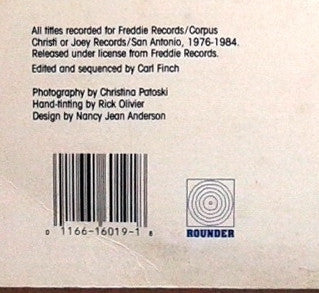 All titles recorded for Freddie Records/Corpus
Christi or Joey Records/San Antonio, 1976-1984.
Released under license from Freddie Records.
Edited and sequenced by Carl Finch
Photography by Christina Patoski
Hand-tinting by Rick Olivier
Design by Nancy Jean Anderson
0 1166-16019-1 8
ROUNDER